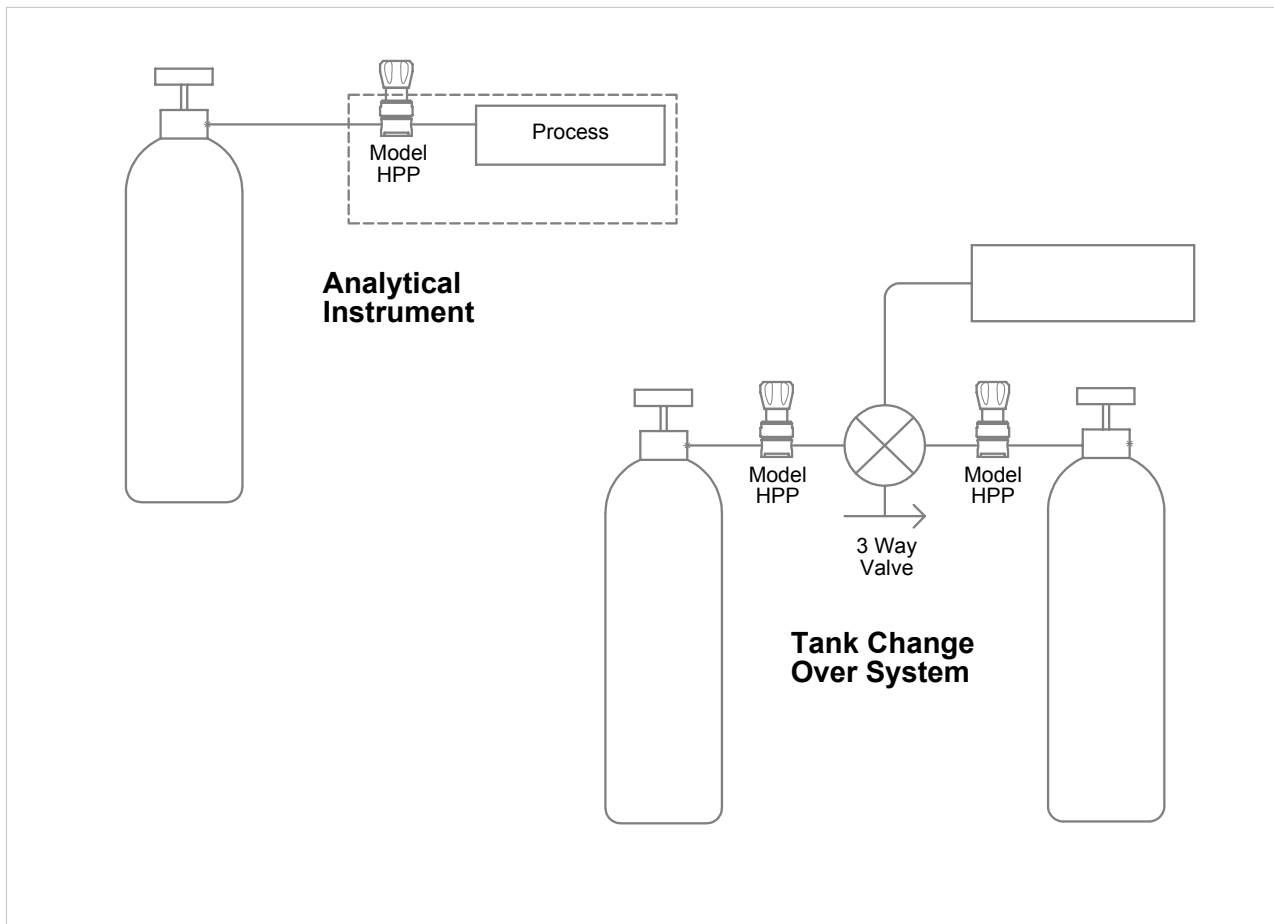 Process
Model
HPP
Analytical
Instrument
Model
HPP
Model
HPP
3 Way
Valve
Tank Change
Over System